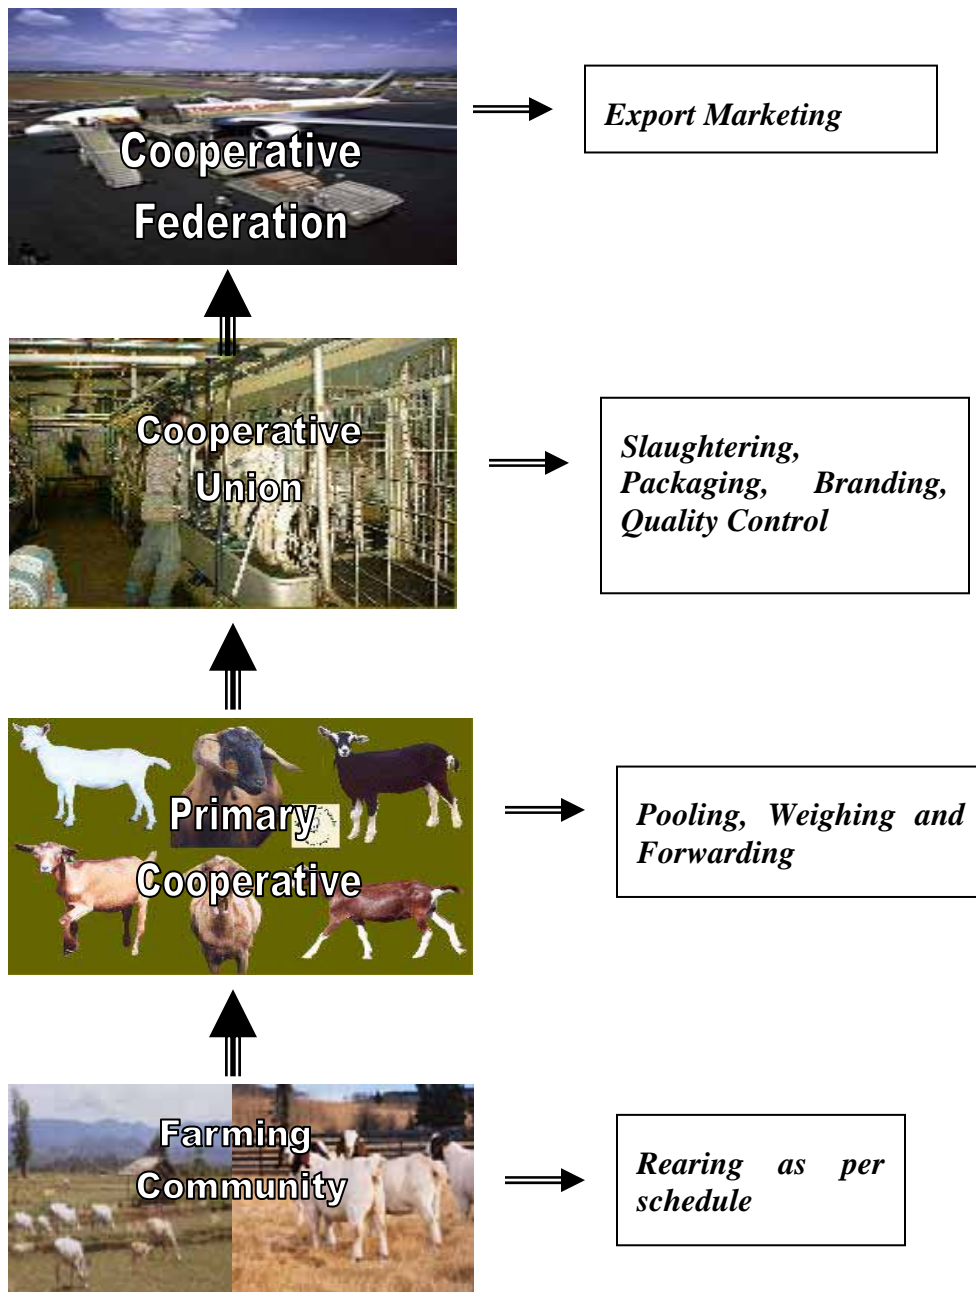 Cooperative
Federation
Export Marketing
Cooperative
Union
Slaughtering,
Packaging, Branding,
Quality Control
Primary
Cooperative
Pooling, Weighing and
Forwarding
Farming
Community
Rearing as per
schedule